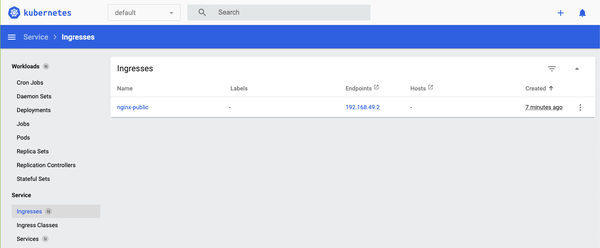 kubernetes
default
Search
Service > Ingresses
Workloads N
Cron Jobs
Daemon Sets
Deployments
Jobs
Pods
Replica Sets
Replication Controllers
Stateful Sets
Service
Ingresses N
Ingress Classes
Services N
Ingresses
Name Labels Endpoints Hosts Created
nginx-public - 192.168.49.2 - 7 minutes ago